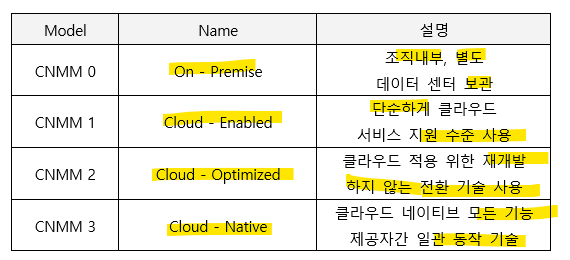 Model Name 설명
CNMM 0 On - Premise 조직내부, 별도
데이터 센터 보관
CNMM 1 Cloud - Enabled 단순하게 클라우드
서비스 지원 수준 사용
CNMM 2 Cloud - Optimized 클라우드 적용 위한 재개발
하지 않는 전환 기술 사용
CNMM 3 Cloud - Native 클라우드 네이티브 모든 기능
제공자간 일관 동작 기술